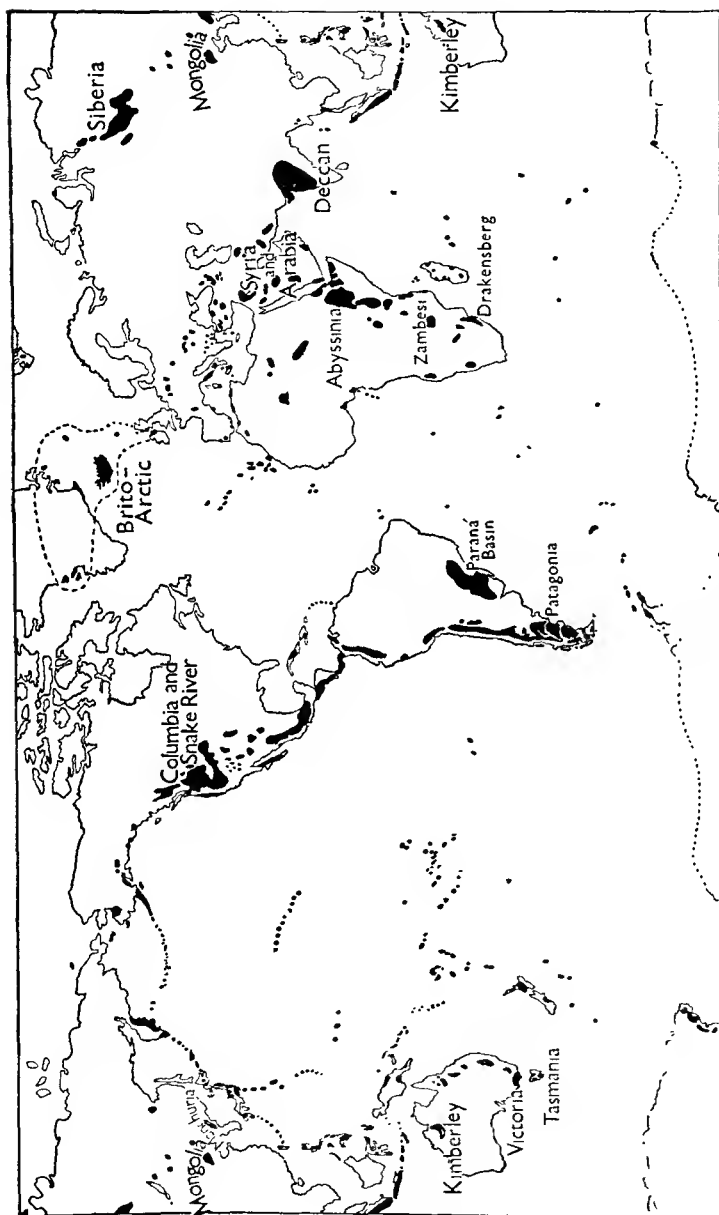 Siberia
Brito-
Arctic
Mongolia
Columbia and
Snake River
Mongolia
Syria
and
Arabia
Deccan
Abyssinia
Zambesi
Drakensberg
Kimberley
Paraná
Basin
Patagonia
Kimberley
Victoria
Tasmania